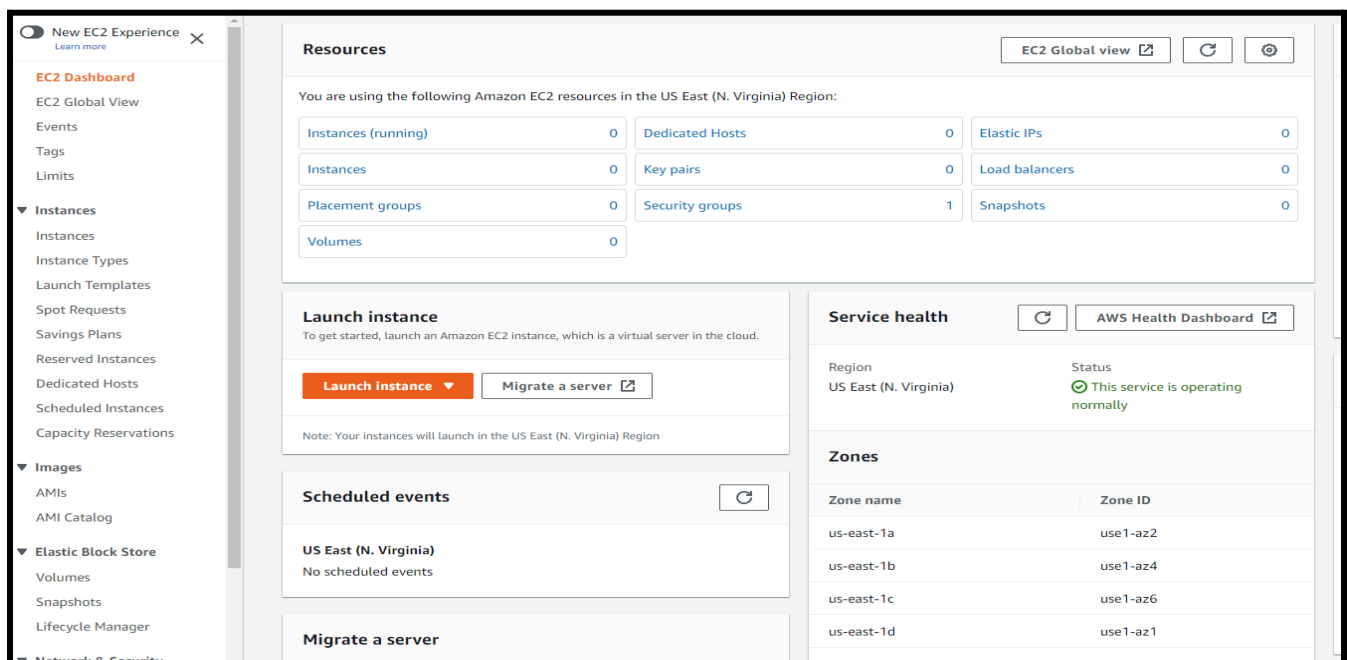 New EC2 Experience
Learn more
EC2 Dashboard
EC2 Global View
Events
Tags
Limits
Instances
Instances
Instance Types
Launch Templates
Spot Requests
Savings Plans
Reserved Instances
Dedicated Hosts
Scheduled Instances
Capacity Reservations
Images
AMIs
AMI Catalog
Elastic Block Store
Volumes
Snapshots
Lifecycle Manager
Network & Security
Resources
EC2 Global view
You are using the following Amazon EC2 resources in the US East (N. Virginia) Region:
Instances (running) 0 Dedicated Hosts 0 Elastic IPs 0
Instances 0 Key pairs 0 Load balancers 0
Placement groups 0 Security groups 1 Snapshots 0
Volumes 0
Launch instance
To get started, launch an Amazon EC2 instance, which is a virtual server in the cloud.
Launch instance Migrate a server
Note: Your instances will launch in the US East (N. Virginia) Region
Scheduled events
US East (N. Virginia)
No scheduled events
Migrate a server
Service health
AWS Health Dashboard
Region Status
US East (N. Virginia) This service is operating
normally
Zones
Zone name Zone ID
us-east-1a use1-az2
us-east-1b use1-az4
us-east-1c use1-az6
us-east-1d use1-az1